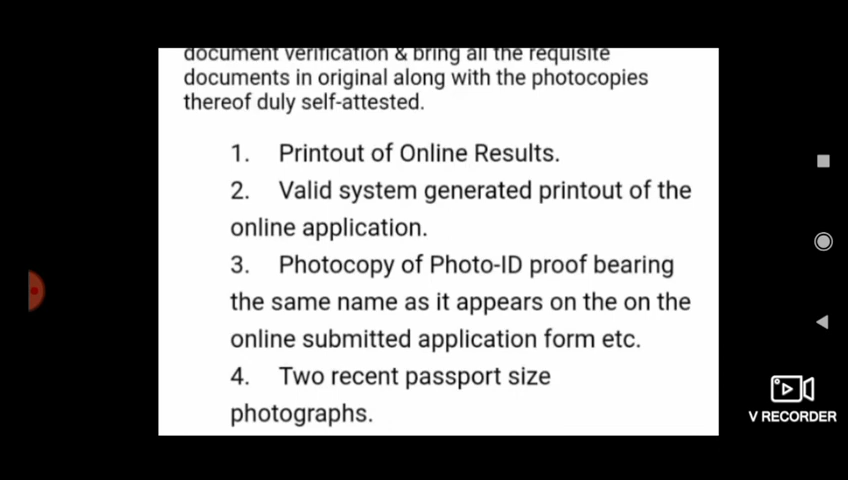 document verification & bring all the requisite
documents in original along with the photocopies
thereof duly self-attested.
1. Printout of Online Results.
2. Valid system generated printout of the
online application.
3. Photocopy of Photo-ID proof bearing
the same name as it appears on the on the
online submitted application form etc.
4. Two recent passport size
photographs.
V RECORDER